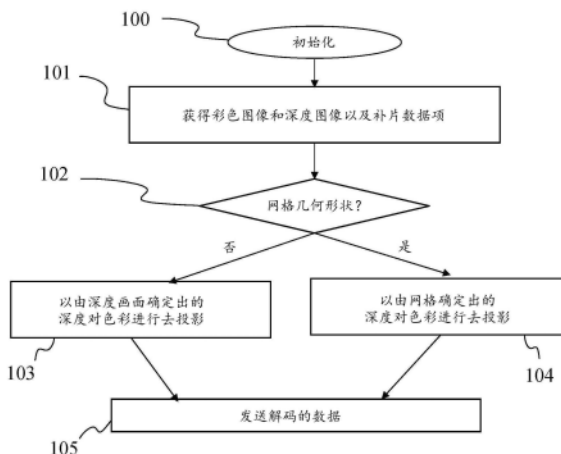 100
初始化
101
获得彩色图像和深度图像以及补片数据项
102
网格几何形状?
否
是
以由深度画面确定出的
深度对色彩进行去投影
以由网格确定出的
深度对色彩进行去投影
103
104
发送解码的数据
105